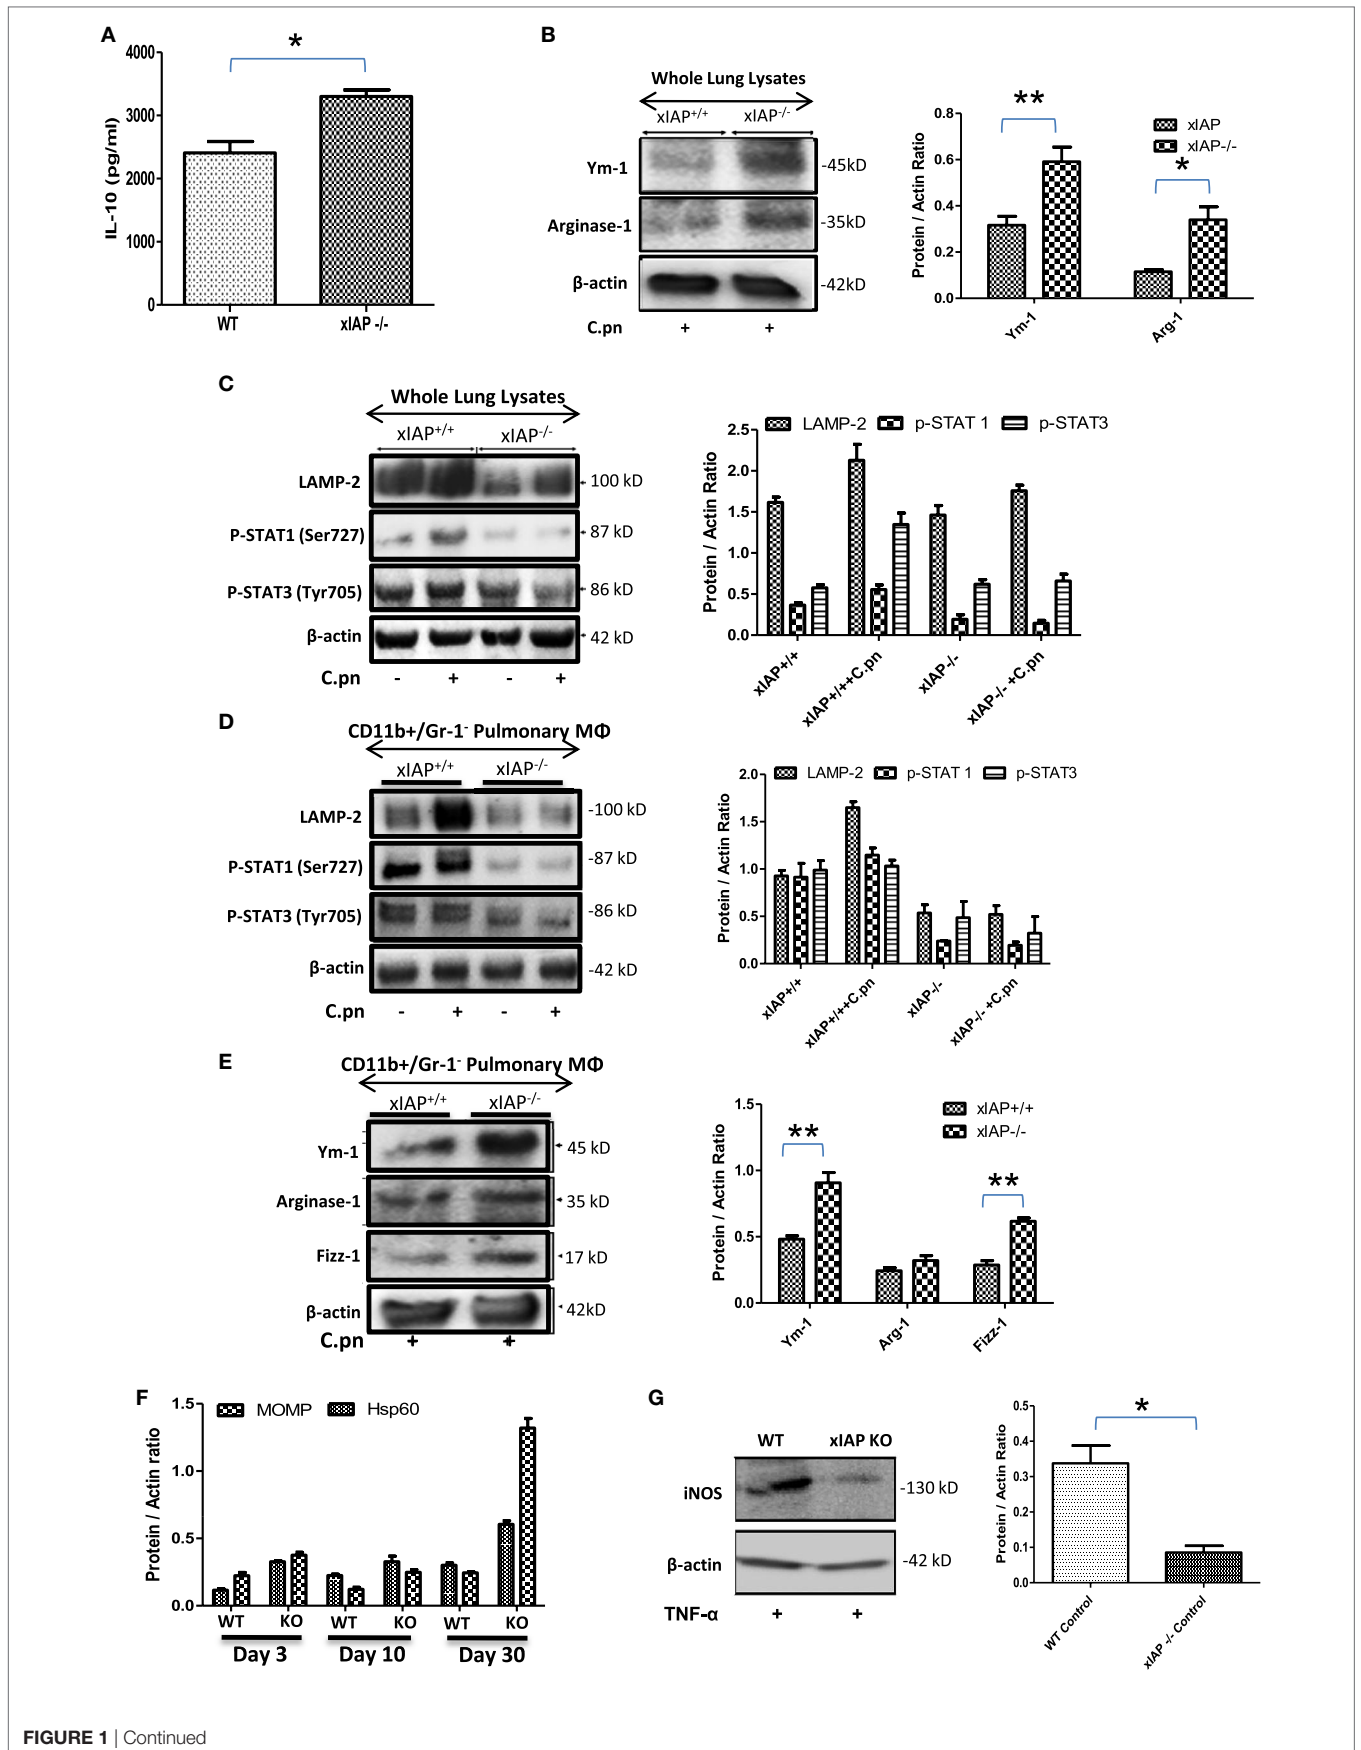 A
4000
3000
2000
1000
0
IL-10 (pg/ml)
*
WT
xIAP -/-
B
Whole Lung Lysates
xIAP+/+
xIAP-/-
Ym-1
-45kD
Arginase-1
-35kD
β-actin
-42kD
C.pn + +
Protein / Actin Ratio
0.8
0.6
0.4
0.2
0.0
**
*
xIAP
xIAP-/-
Ym-1
Arg-1
C
Whole Lung Lysates
xIAP+/+
xIAP-/-
LAMP-2
100 kD
P-STAT1 (Ser727)
87 kD
P-STAT3 (Tyr705)
86 kD
β-actin
42 kD
C.pn - + - +
LAMP-2 p-STAT 1 p-STAT3
Protein / Actin Ratio
2.5
2.0
1.5
1.0
0.5
0.0
xIAP+/+
xIAP+/++C.pn
xIAP-/-
xIAP-/- +C.pn
D
CD11b+/Gr-1- Pulmonary MΦ
xIAP+/+
xIAP-/-
LAMP-2
-100 kD
P-STAT1 (Ser727)
-87 kD
P-STAT3 (Tyr705)
-86 kD
β-actin
-42 kD
C.pn - + - +
LAMP-2 p-STAT 1 p-STAT3
Protein / Actin Ratio
2.0
1.5
1.0
0.5
0.0
xIAP+/+
xIAP+/++C.pn
xIAP-/-
xIAP-/- +C.pn
E
CD11b+/Gr-1- Pulmonary MΦ
xIAP+/+
xIAP-/-
Ym-1
45 kD
Arginase-1
35 kD
Fizz-1
17 kD
β-actin
42kD
C.pn + +
Protein / Actin Ratio
1.5
1.0
0.5
0.0
**
**
xIAP+/+
xIAP-/-
Ym-1
Arg-1
Fizz-1
F
MOMP Hsp60
Protein / Actin ratio
1.5
1.0
0.5
0.0
WT KO WT KO WT KO
Day 3 Day 10 Day 30
G
WT xIAP KO
iNOS
-130 kD
β-actin
-42 kD
TNF-α + +
Protein / Actin Ratio
0.5
0.4
0.3
0.2
0.1
0.0
*
WT Control
xIAP -/- Control
FIGURE 1 | Continued